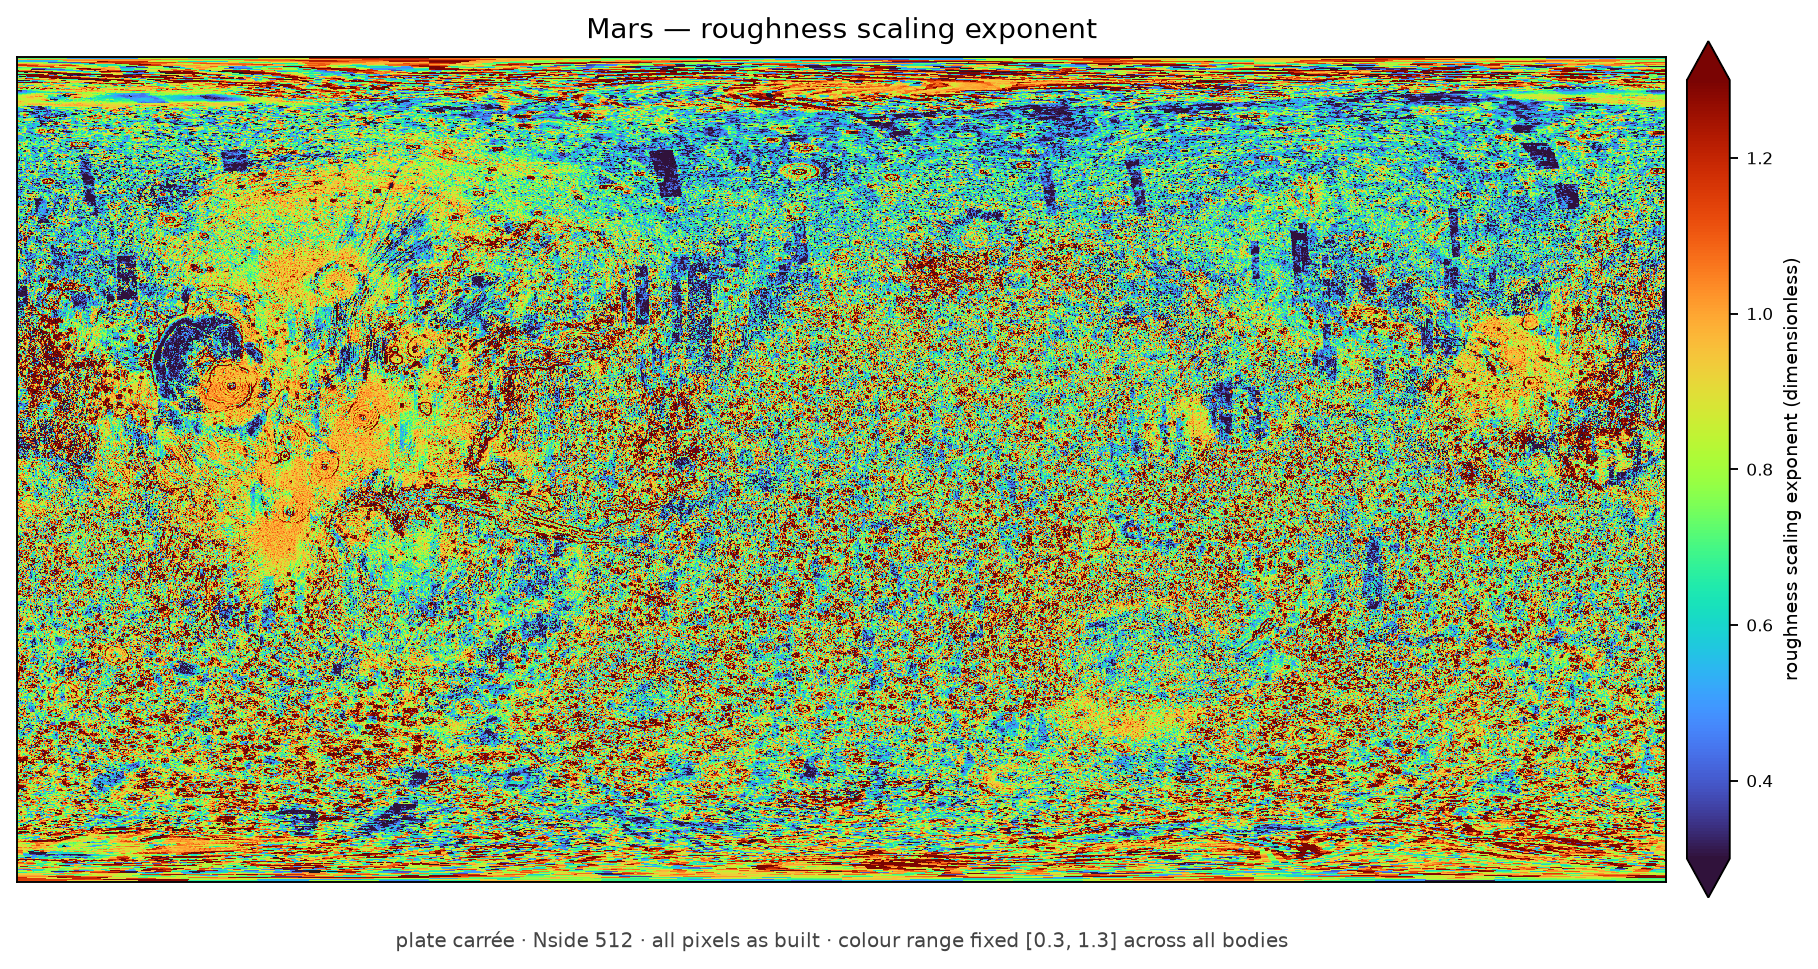 Mars — roughness scaling exponent
1.2
1.0
0.8
0.6
0.4
roughness scaling exponent (dimensionless)
plate carrée · Nside 512 · all pixels as built · colour range fixed [0.3, 1.3] across all bodies